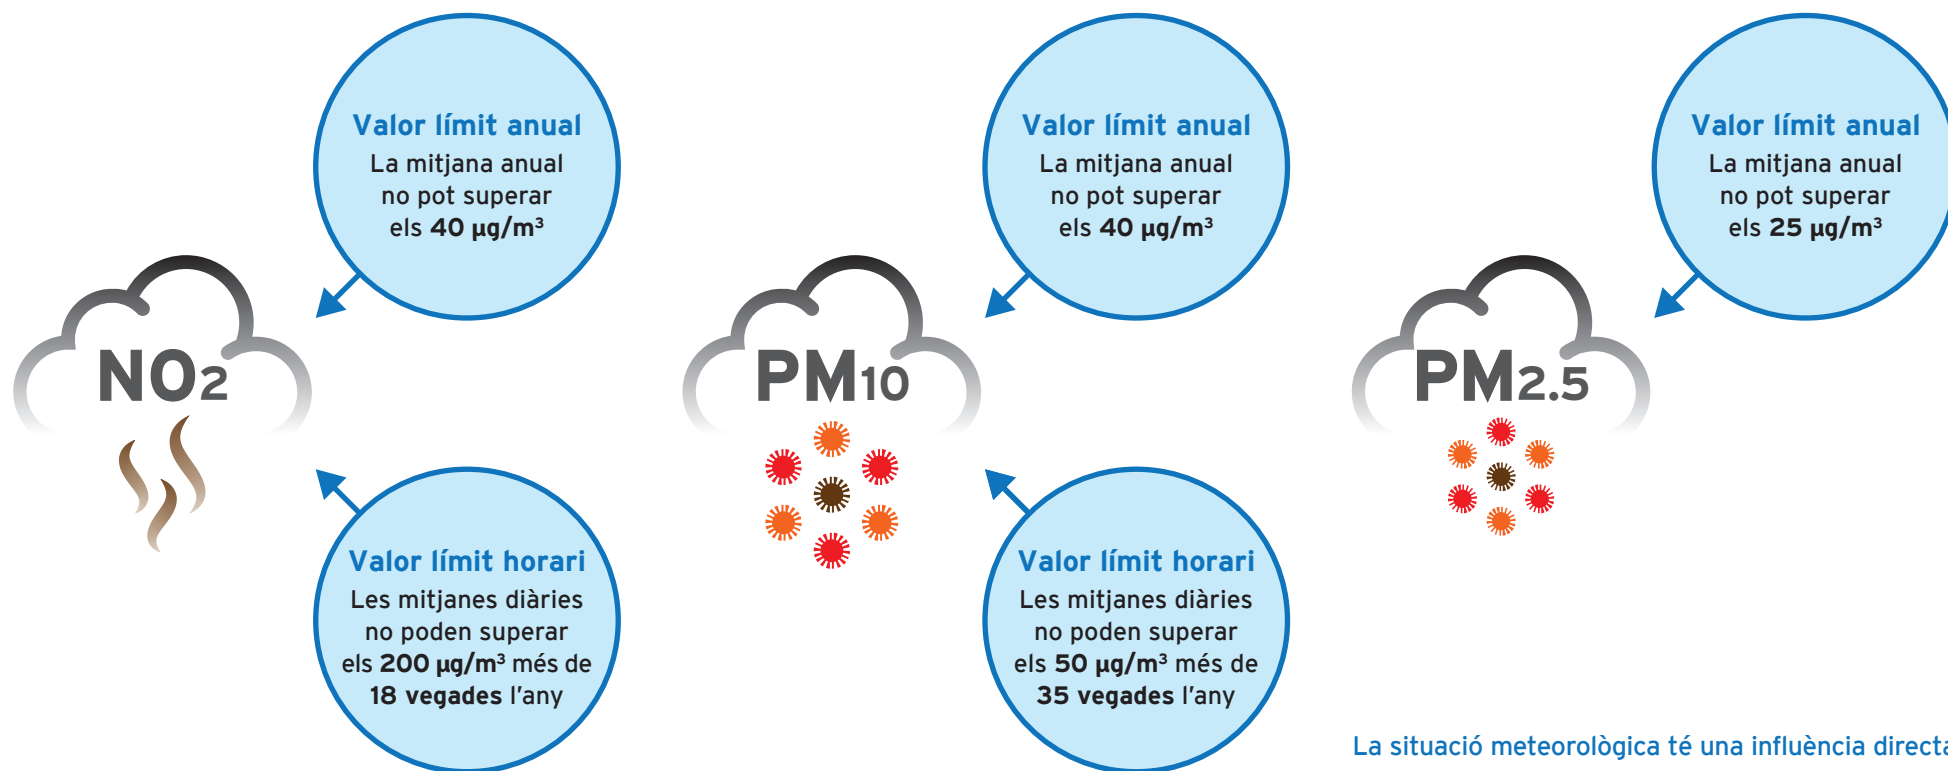 Valor límit anual
La mitjana anual
no pot superar
els 40 µg/m³
NO2
Valor límit horari
Les mitjanes diàries
no poden superar
els 200 µg/m³ més de
18 vegades l'any
Valor límit anual
La mitjana anual
no pot superar
els 40 µg/m³
PM10
Valor límit horari
Les mitjanes diàries
no poden superar
els 50 µg/m³ més de
35 vegades l'any
Valor límit anual
La mitjana anual
no pot superar
els 25 µg/m³
PM2.5
La situació meteorològica té una influència directa